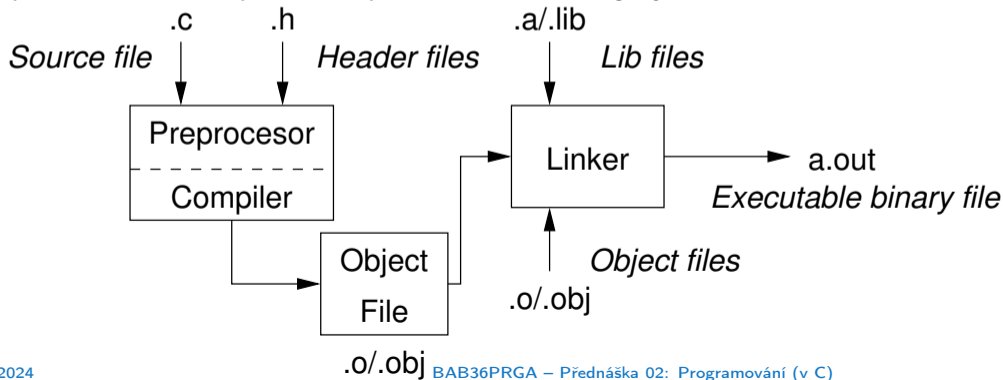 .c .h .a/.lib
Source file Header files Lib files
Preprocesor
Compiler
Linker
a.out
Executable binary file
Object
File
Object files
.o/.obj
.o/.obj
2024 BAB36PRGA – Přednáška 02: Programování (v C)